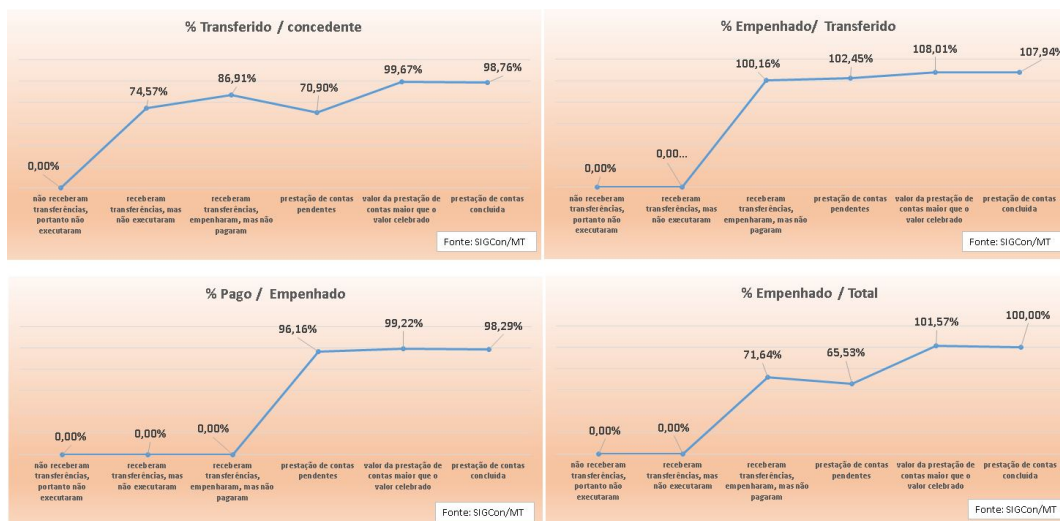 % Transferido / concedente
0,00%
74,57%
86,91%
70,90%
99,67%
98,76%
não receberam
transferências,
portanto não
executaram
receberam
transferências, mas
não executaram
receberam
transferências,
empenharam, mas não
pagaram
prestação de contas
pendentes
valor da prestação de
contas maior que o
valor celebrado
prestação de contas
concluida
Fonte: SIGCon/MT
% Empenhado/ Transferido
0,00%
0,00...
100,16%
102,45%
108,01%
107,94%
não receberam
transferências,
portanto não
executaram
receberam
transferências, mas
não executaram
receberam
transferências,
empenharam, mas não
pagaram
prestação de contas
pendentes
valor da prestação de
contas maior que o
valor celebrado
prestação de contas
concluida
Fonte: SIGCon/MT
% Pago / Empenhado
0,00%
0,00%
0,00%
96,16%
99,22%
98,29%
não receberam
transferências,
portanto não
executaram
receberam
transferências, mas
não executaram
receberam
transferências,
empenharam, mas não
pagaram
prestação de contas
pendentes
valor da prestação de
contas maior que o
valor celebrado
prestação de contas
concluida
Fonte: SIGCon/MT
% Empenhado / Total
0,00%
0,00%
71,64%
65,53%
101,57%
100,00%
não receberam
transferências,
portanto não
executaram
receberam
transferências, mas
não executaram
receberam
transferências,
empenharam, mas não
pagaram
prestação de contas
pendentes
valor da prestação de
contas maior que o
valor celebrado
prestação de contas
concluida
Fonte: SIGCon/MT